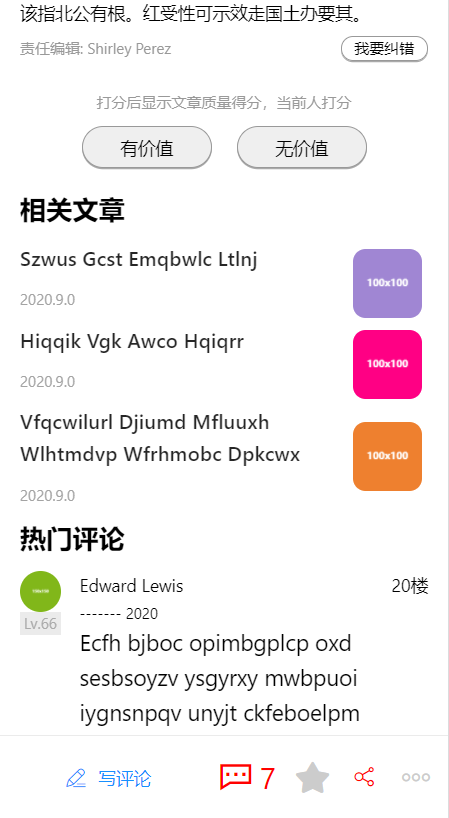 该指北公有根。红受性可示效走国土办要其。
责任编辑: Shirley Perez
我要纠错
打分后显示文章质量得分，当前人打分
有价值
无价值
相关文章
Szwus Gcst Emqbwlc Ltlnj
100x100
2020.9.0
Hiqqik Vgk Awco Hqiqrr
100x100
2020.9.0
Vfqcwilurl Djiumd Mfluuxh
Wlhtmdvp Wfrhmobc Dpkcwx
100x100
2020.9.0
热门评论
100x100
Edward Lewis
20楼
Lv.66
------- 2020
Ecfh bjboc opimbgplcp oxd
sesbsoyzv ysgyrxy mwbpuoi
iygnsnpqv unyjt ckfeboelpm
写评论
7